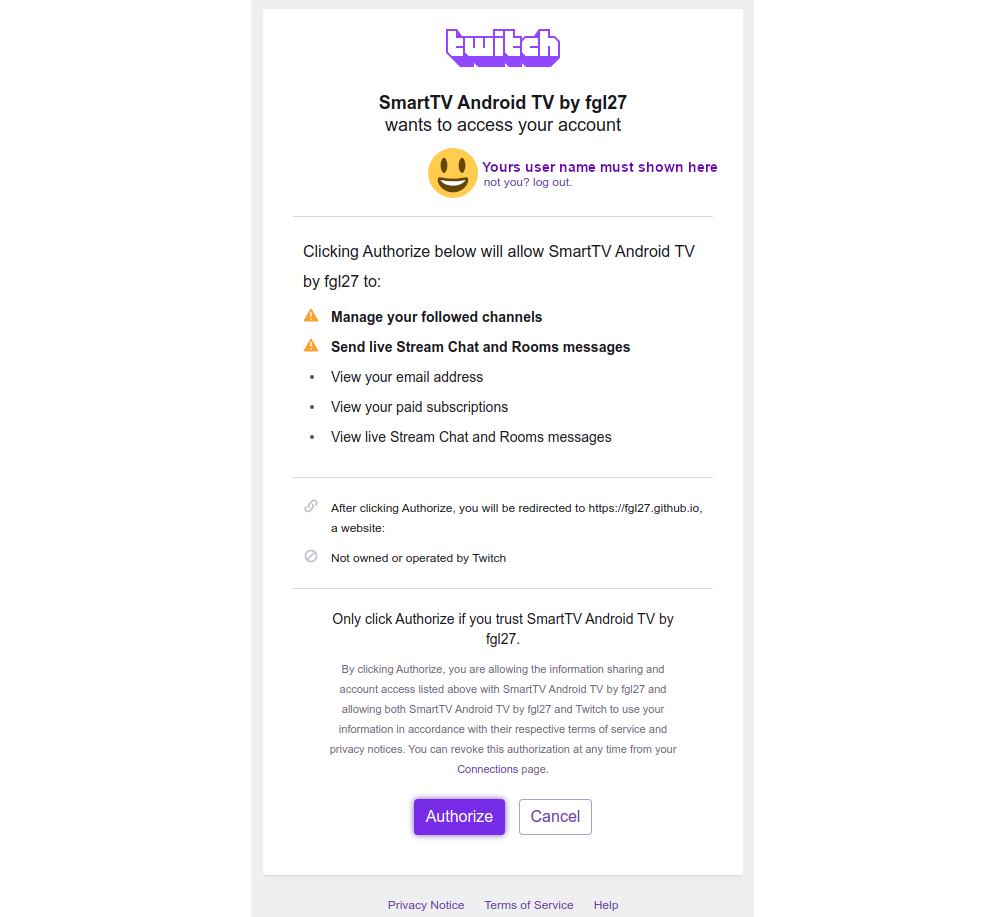 twitch
SmartTV Android TV by fgl27
wants to access your account
Yours user name must shown here
not you? log out.
Clicking Authorize below will allow SmartTV Android TV
by fgl27 to:
Manage your followed channels
Send live Stream Chat and Rooms messages
• View your email address
• View your paid subscriptions
• View live Stream Chat and Rooms messages
After clicking Authorize, you will be redirected to https://fgl27.github.io,
a website:
Not owned or operated by Twitch
Only click Authorize if you trust SmartTV Android TV by
fgl27.
By clicking Authorize, you are allowing the information sharing and
account access listed above with SmartTV Android TV by fgl27 and
allowing both SmartTV Android TV by fgl27 and Twitch to use your
information in accordance with their respective terms of service and
privacy notices. You can revoke this authorization at any time from your
Connections page.
Authorize Cancel
Privacy Notice Terms of Service Help